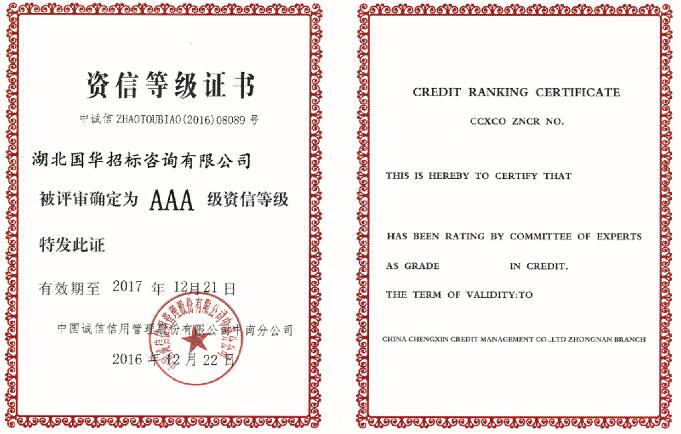 资信等级证书
中诚信 ZHAOTOUBIAO(2016)08089 号
湖北国华招标咨询有限公司
被评审确定为 AAA 级资信等级
特发此证
有效期至 2017 年 12月21日
中国诚信信用管理股份有限公司中南分公司
2016 年 12 月 22 日
CREDIT RANKING CERTIFICATE
CCXCO ZNCR NO.
THIS IS HEREBY TO CERTIFY THAT
HAS BEEN RATING BY COMMITTEE OF EXPERTS
AS GRADE IN CREDIT.
THE TERM OF VALIDITY:TO
CHINA CHENGXIN CREDIT MANAGEMENT CO.,LTD ZHONGNAN BRANCH